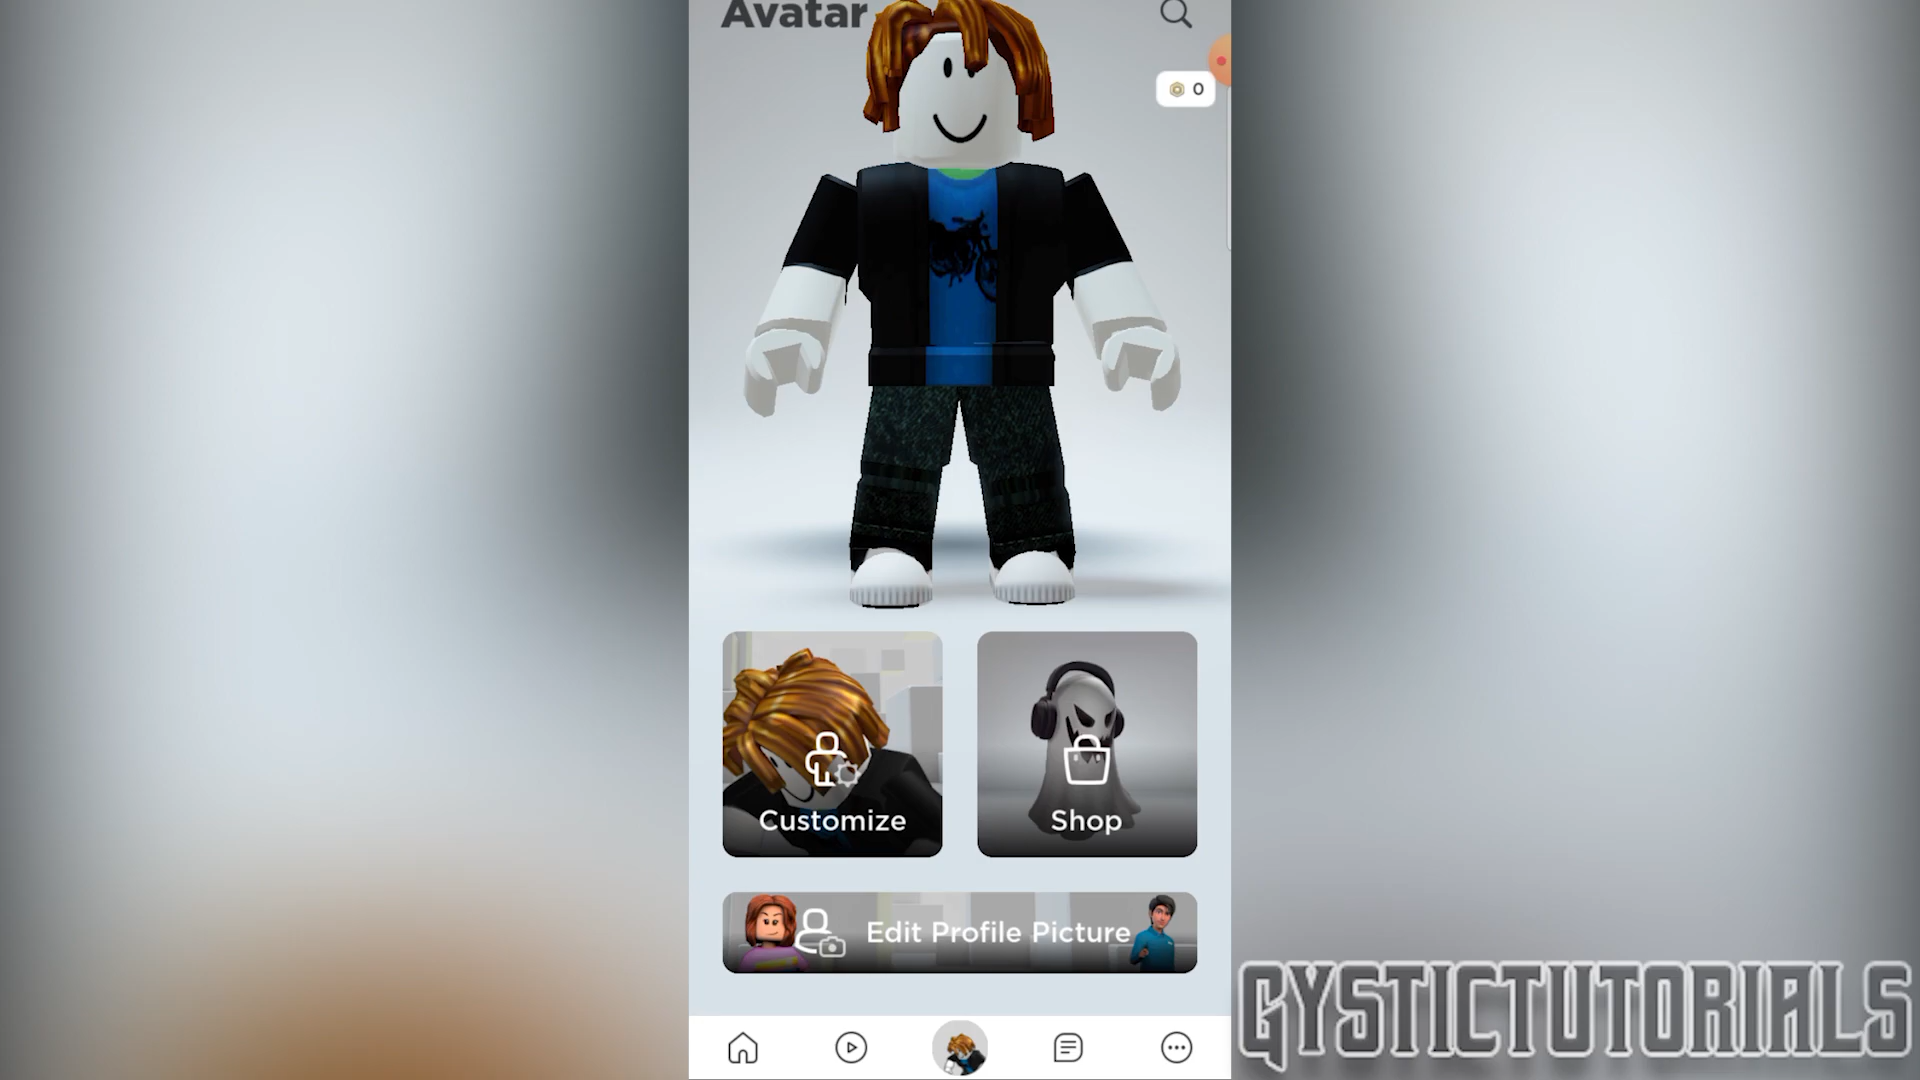 Avatar
0
Customize
Shop
Edit Profile Picture
GYSTICTUTORIALS